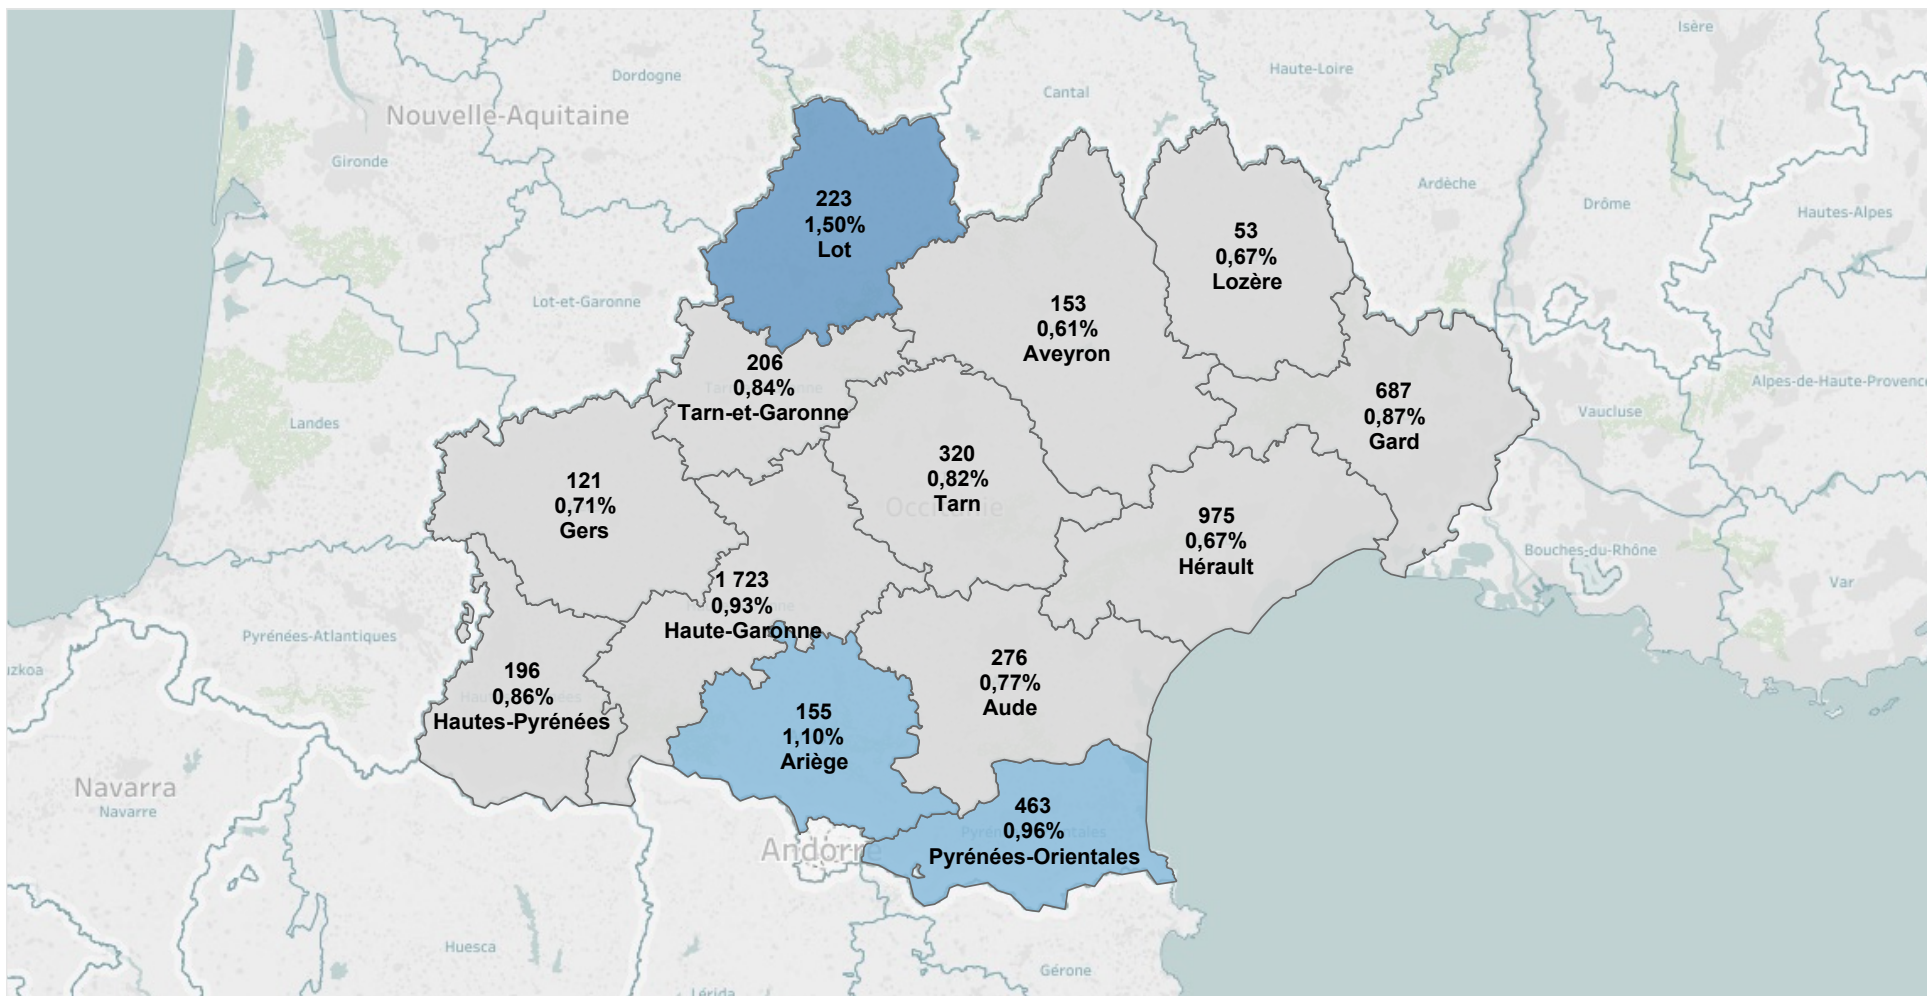 Isère
Dordogne
Haute-Loire
Cantal
Nouvelle-Aquitaine
Gironde
Ardèche
Drôme
Hautes-Alpes
223
1,50%
Lot
53
0,67%
Lozère
Lot-et-Garonne
153
0,61%
Aveyron
206
0,84%
Tarn-et-Garonne
687
0,87%
Gard
Alpes-de-Haute-Provence
Vaucluse
Landes
320
0,82%
Tarn
Occitanie
121
0,71%
Gers
975
0,67%
Hérault
Bouches-du-Rhône
Var
1 723
0,93%
Haute-Garonne
Pyrénées-Atlantiques
196
0,86%
Hautes-Pyrénées
276
0,77%
Aude
155
1,10%
Ariège
Navarra
Navarre
463
0,96%
Pyrénées-Orientales
Andorre
Huesca
Gérone
Lérida